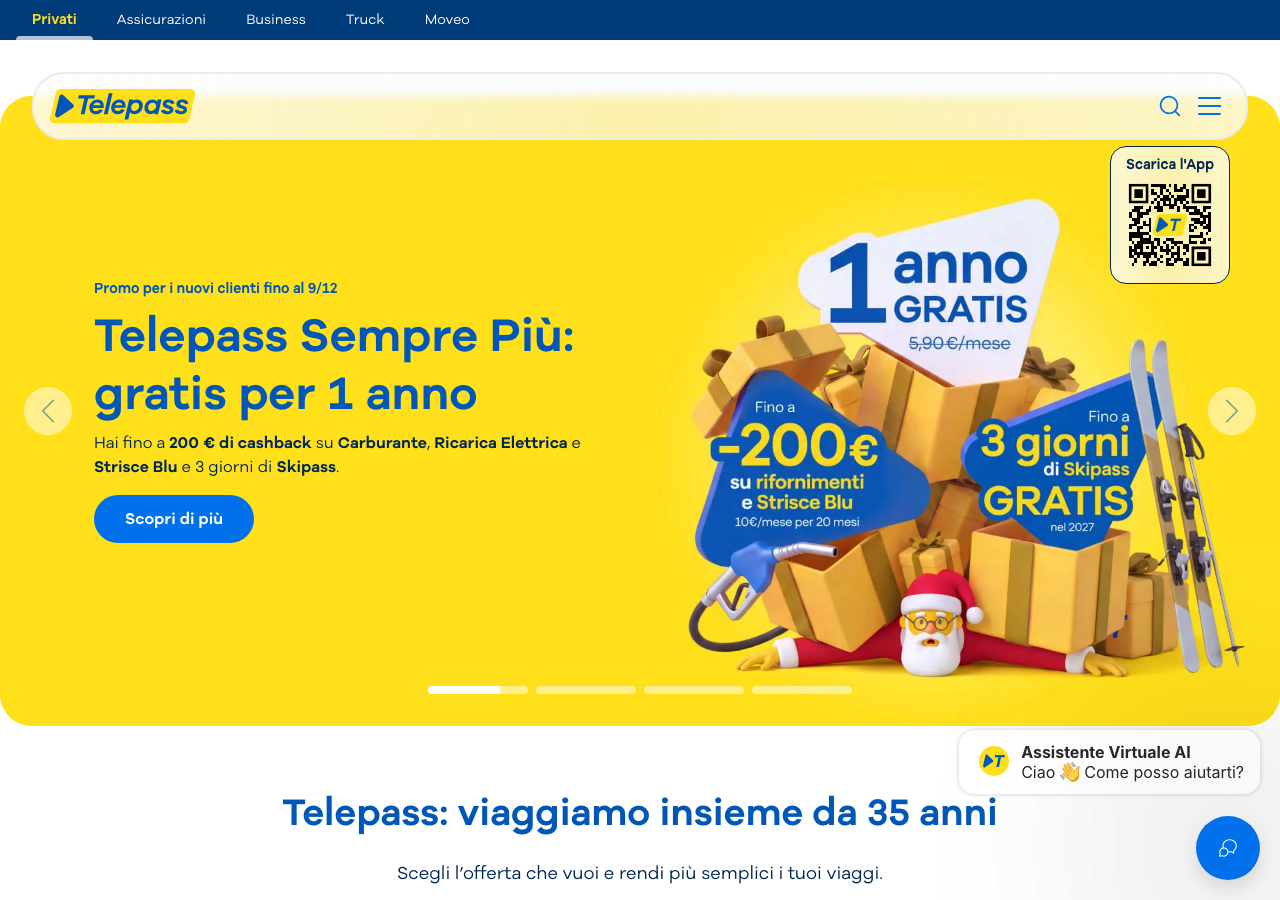 Privati
Assicurazioni
Business
Truck
Moveo
Telepass
Scarica l'App
T
Promo per i nuovi clienti fino al 9/12
Telepass Sempre Più:
gratis per 1 anno
Hai fino a 200 € di cashback su Carburante, Ricarica Elettrica e
Strisce Blu e 3 giorni di Skipass.
Scopri di più
1 anno
GRATIS
5,90 €/mese
Fino a
-200€
su rifornimenti
e Strisce Blu
10€/mese per 20 mesi
Fino a
3 giorni
di Skipass
GRATIS
nel 2027
T
Assistente Virtuale AI
Ciao 👋 Come posso aiutarti?
Telepass: viaggiamo insieme da 35 anni
Scegli l’offerta che vuoi e rendi più semplici i tuoi viaggi.